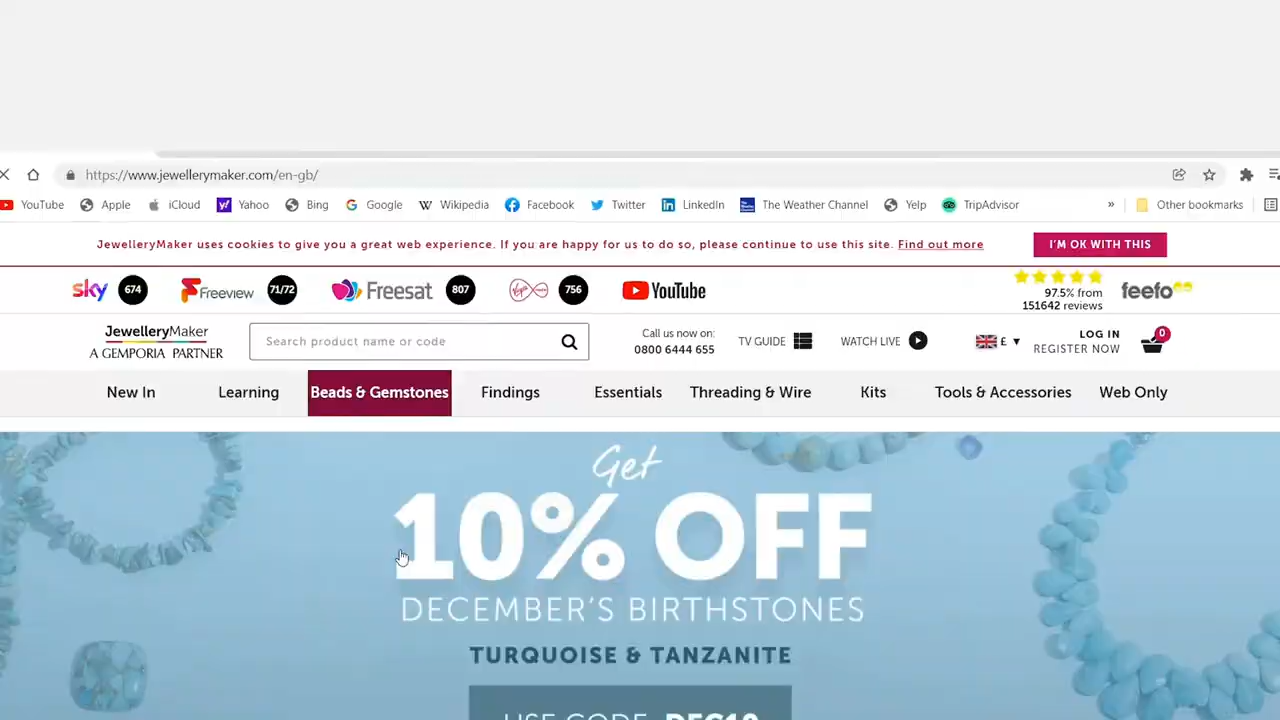 https://www.jewellerymaker.com/en-gb/
YouTube Apple iCloud Yahoo Bing Google Wikipedia Facebook Twitter LinkedIn The Weather Channel Yelp TripAdvisor » Other bookmarks
JewelleryMaker uses cookies to give you a great web experience. If you are happy for us to do so, please continue to use this site. Find out more I'M OK WITH THIS
sky 674 Freeview 71/72 Freesat 807 Virgin 756 YouTube 97.5% from 151642 reviews feefo
JewelleryMaker
A GEMPORIA PARTNER
Search product name or code
Call us now on:
0800 6444 655
TV GUIDE WATCH LIVE £ ▼
LOG IN
REGISTER NOW
0
New In Learning Beads & Gemstones Findings Essentials Threading & Wire Kits Tools & Accessories Web Only
Get
10% OFF
DECEMBER'S BIRTHSTONES
TURQUOISE & TANZANITE
USE CODE DEC10